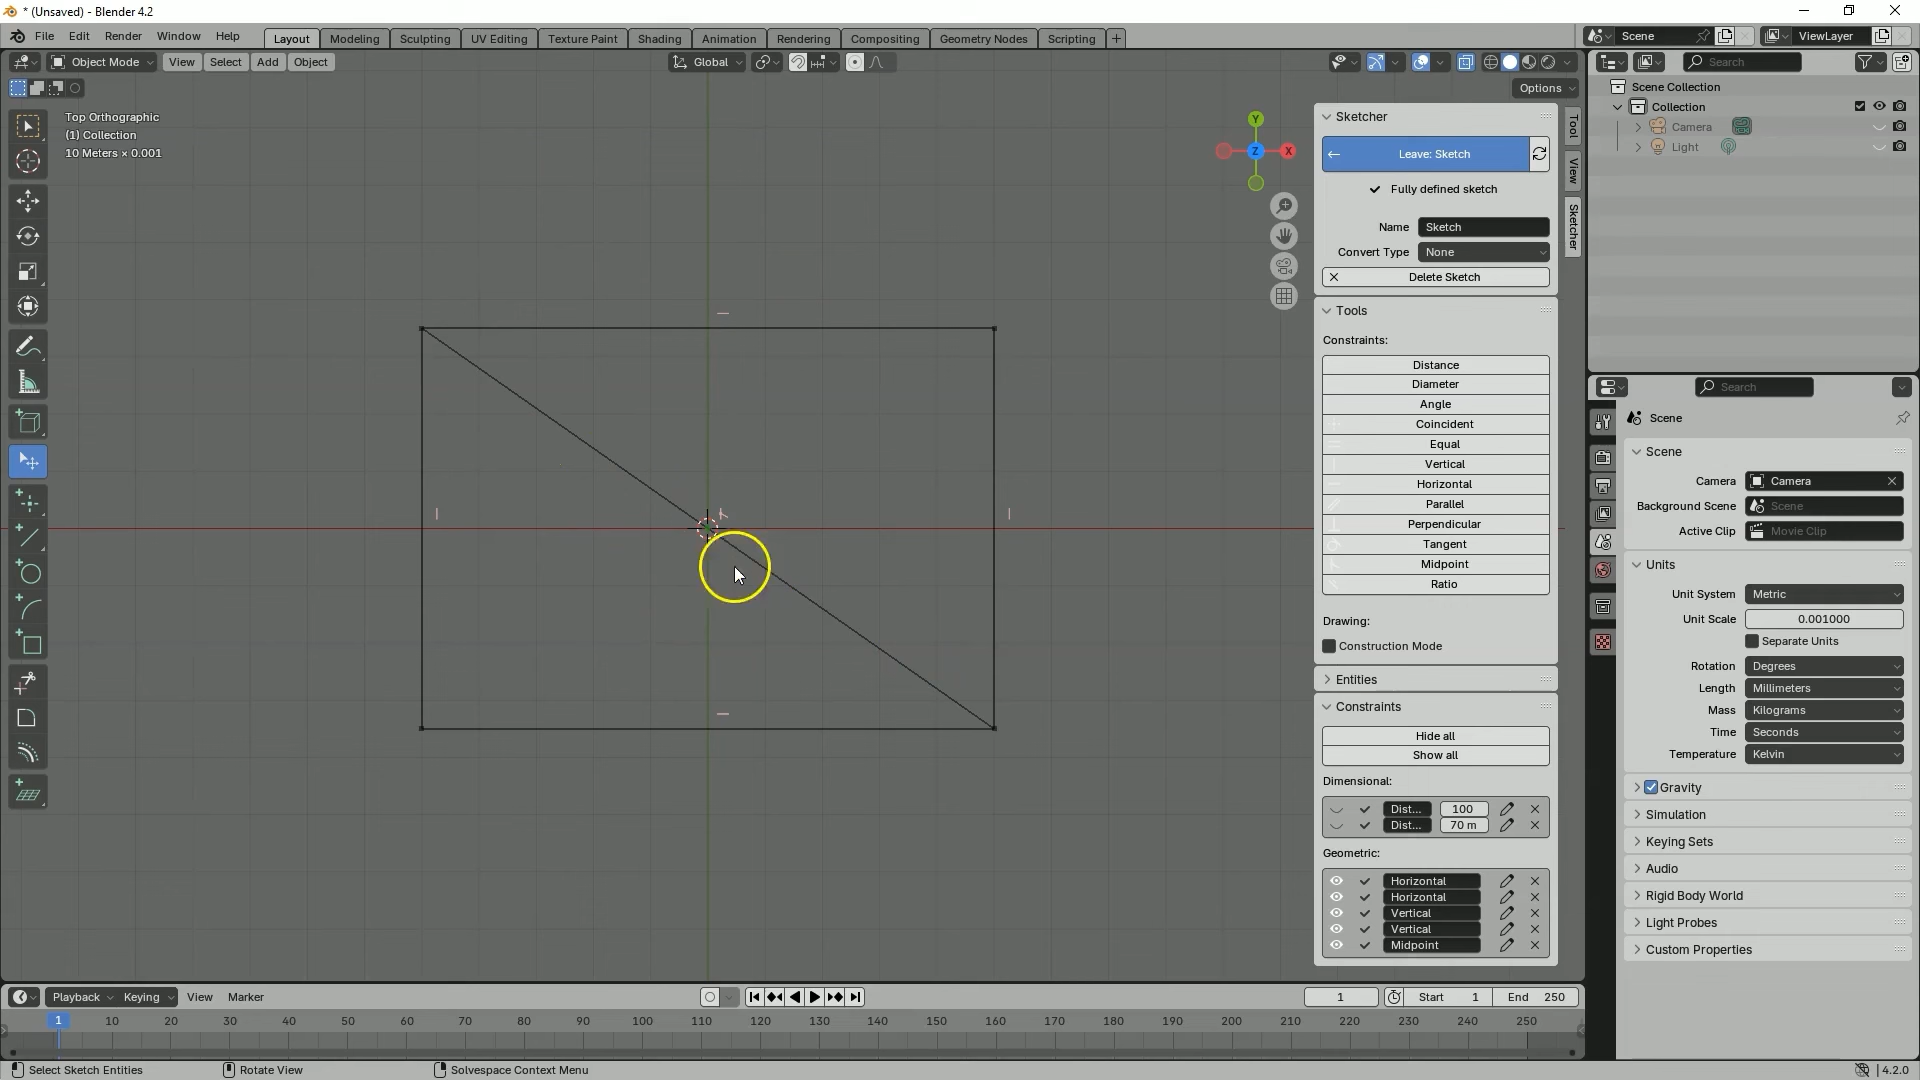 * (Unsaved) - Blender 4.2
File Edit Render Window Help Layout Modeling Sculpting UV Editing Texture Paint Shading Animation Rendering Compositing Geometry Nodes Scripting + Scene ViewLayer
Object Mode View Select Add Object Global Search
Options
Top Orthographic
(1) Collection
10 Meters × 0.001
Y
X
Z
Sketcher
Leave: Sketch
Fully defined sketch
Name Sketch
Convert Type None
Delete Sketch
Tools
Constraints:
Distance
Diameter
Angle
Coincident
Equal
Vertical
Horizontal
Parallel
Perpendicular
Tangent
Midpoint
Ratio
Drawing:
Construction Mode
Entities
Constraints
Hide all
Show all
Dimensional:
Dist... 100
Dist... 70 m
Geometric:
Horizontal
Horizontal
Vertical
Vertical
Midpoint
Tool
View
Sketcher
Scene Collection
Collection
Camera
Light
Search
Scene
Scene
Camera Camera
Background Scene Scene
Active Clip Movie Clip
Units
Unit System Metric
Unit Scale 0.001000
Separate Units
Rotation Degrees
Length Millimeters
Mass Kilograms
Time Seconds
Temperature Kelvin
Gravity
Simulation
Keying Sets
Audio
Rigid Body World
Light Probes
Custom Properties
Playback Keying View Marker 1 Start 1 End 250
1 10 20 30 40 50 60 70 80 90 100 110 120 130 140 150 160 170 180 190 200 210 220 230 240 250
Select Sketch Entities Rotate View Solvespace Context Menu 4.2.0